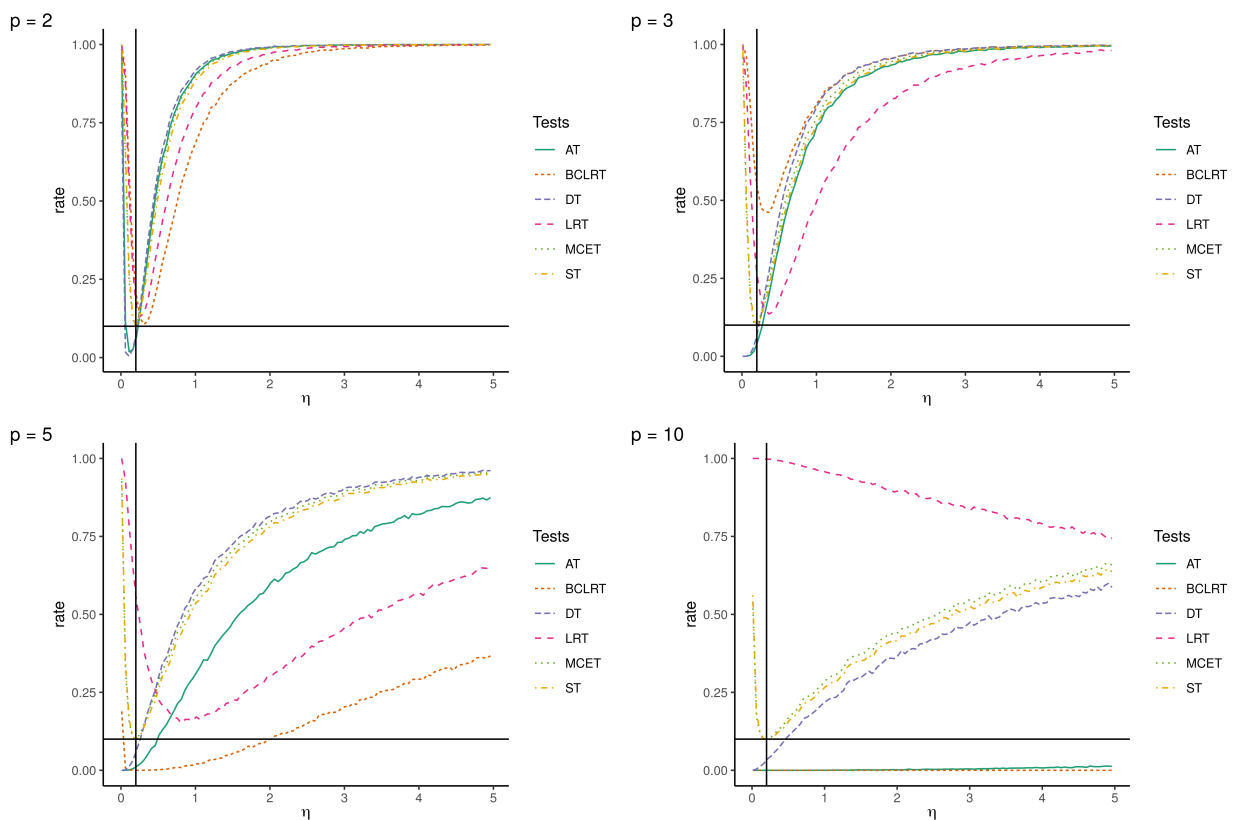 p = 2
1.00
0.75
0.50
0.25
0.00
rate
0
1
2
3
4
5
η
Tests
AT
BCLRT
DT
LRT
MCET
ST
p = 3
1.00
0.75
0.50
0.25
0.00
rate
0
1
2
3
4
5
η
Tests
AT
BCLRT
DT
LRT
MCET
ST
p = 5
1.00
0.75
0.50
0.25
0.00
rate
0
1
2
3
4
5
η
Tests
AT
BCLRT
DT
LRT
MCET
ST
p = 10
1.00
0.75
0.50
0.25
0.00
rate
0
1
2
3
4
5
η
Tests
AT
BCLRT
DT
LRT
MCET
ST